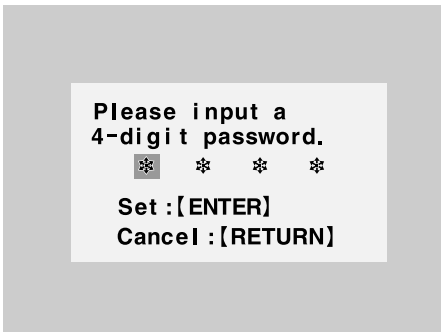 Please input a
4-digit password.
✽ ✽ ✽ ✽
Set :[ENTER]
Cancel :[RETURN]